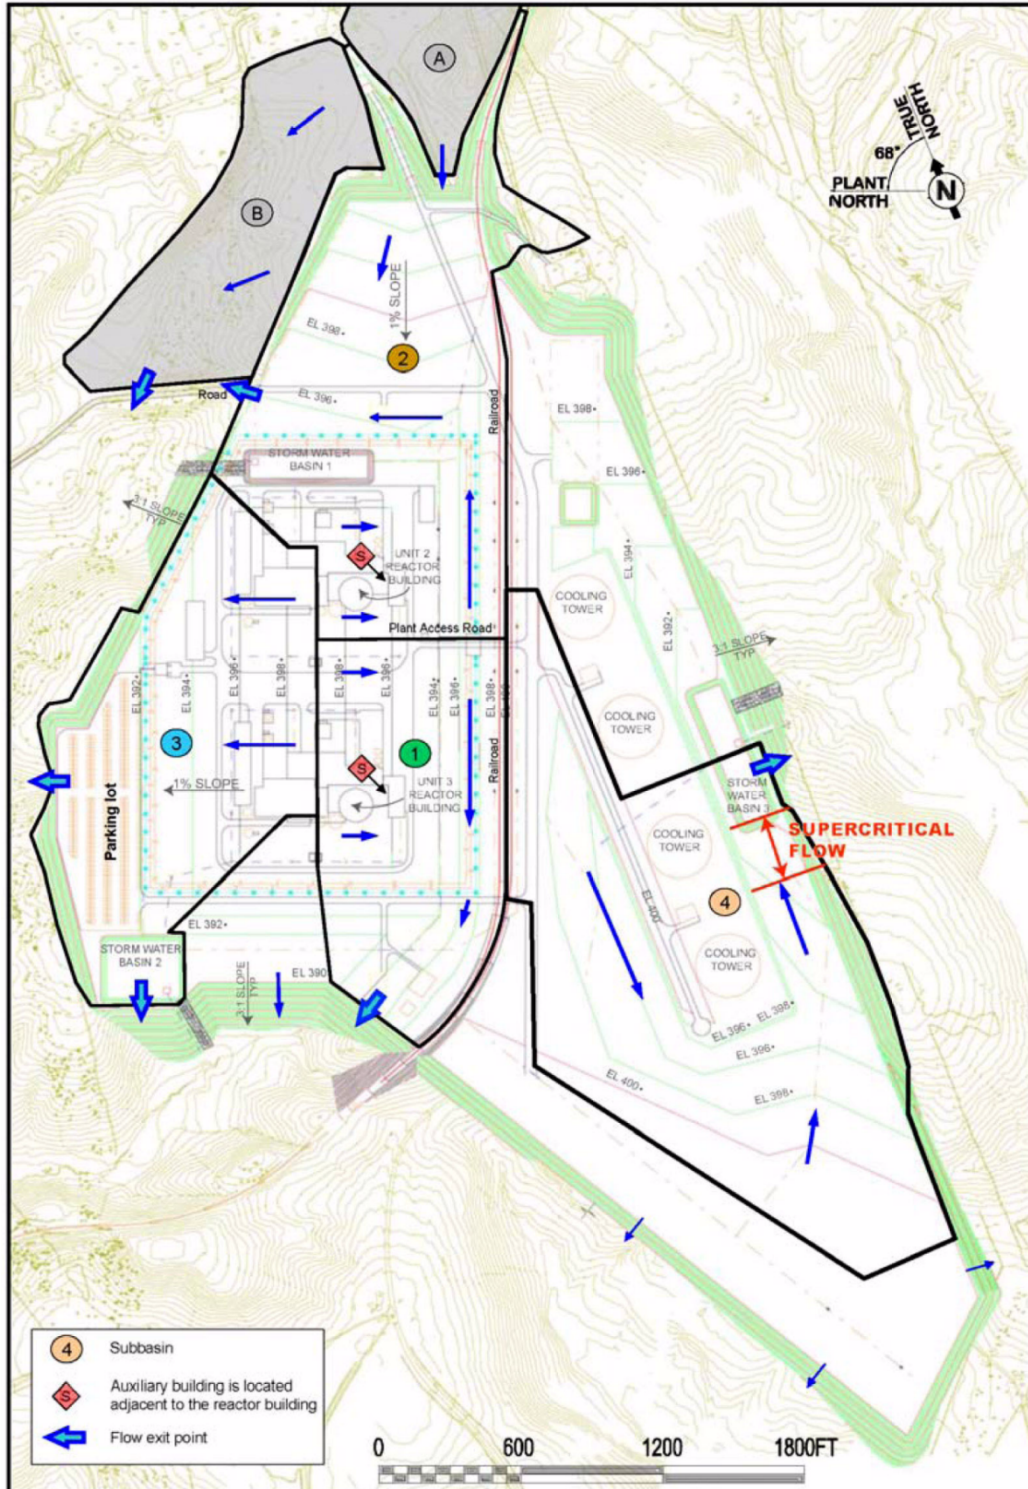 A
TRUE
NORTH
68°
PLANT
NORTH
N
B
1% SLOPE
EL 398
2
Road
EL 396
Railroad
EL 398
STORM WATER
BASIN 1
EL 396
3:1 SLOPE
TYP
S
UNIT 2
REACTOR
BUILDING
EL 394
COOLING
TOWER
EL 392
Plant Access Road
3:1 SLOPE
TYP
EL 392
EL 394
EL 396
EL 398
EL 398
EL 396
EL 394
EL 396
EL 398
COOLING
TOWER
3
1
S
1% SLOPE
UNIT 3
REACTOR
BUILDING
Railroad
Parking lot
STORM
WATER
BASIN 3
COOLING
TOWER
SUPERCRITICAL
FLOW
EL 400
4
EL 392
STORM WATER
BASIN 2
EL 390
3:1 SLOPE
TYP
COOLING
TOWER
EL 396
EL 398
EL 396
EL 400
EL 398
4
Subbasin
S
Auxiliary building is located
adjacent to the reactor building
Flow exit point
0 600 1200 1800FT